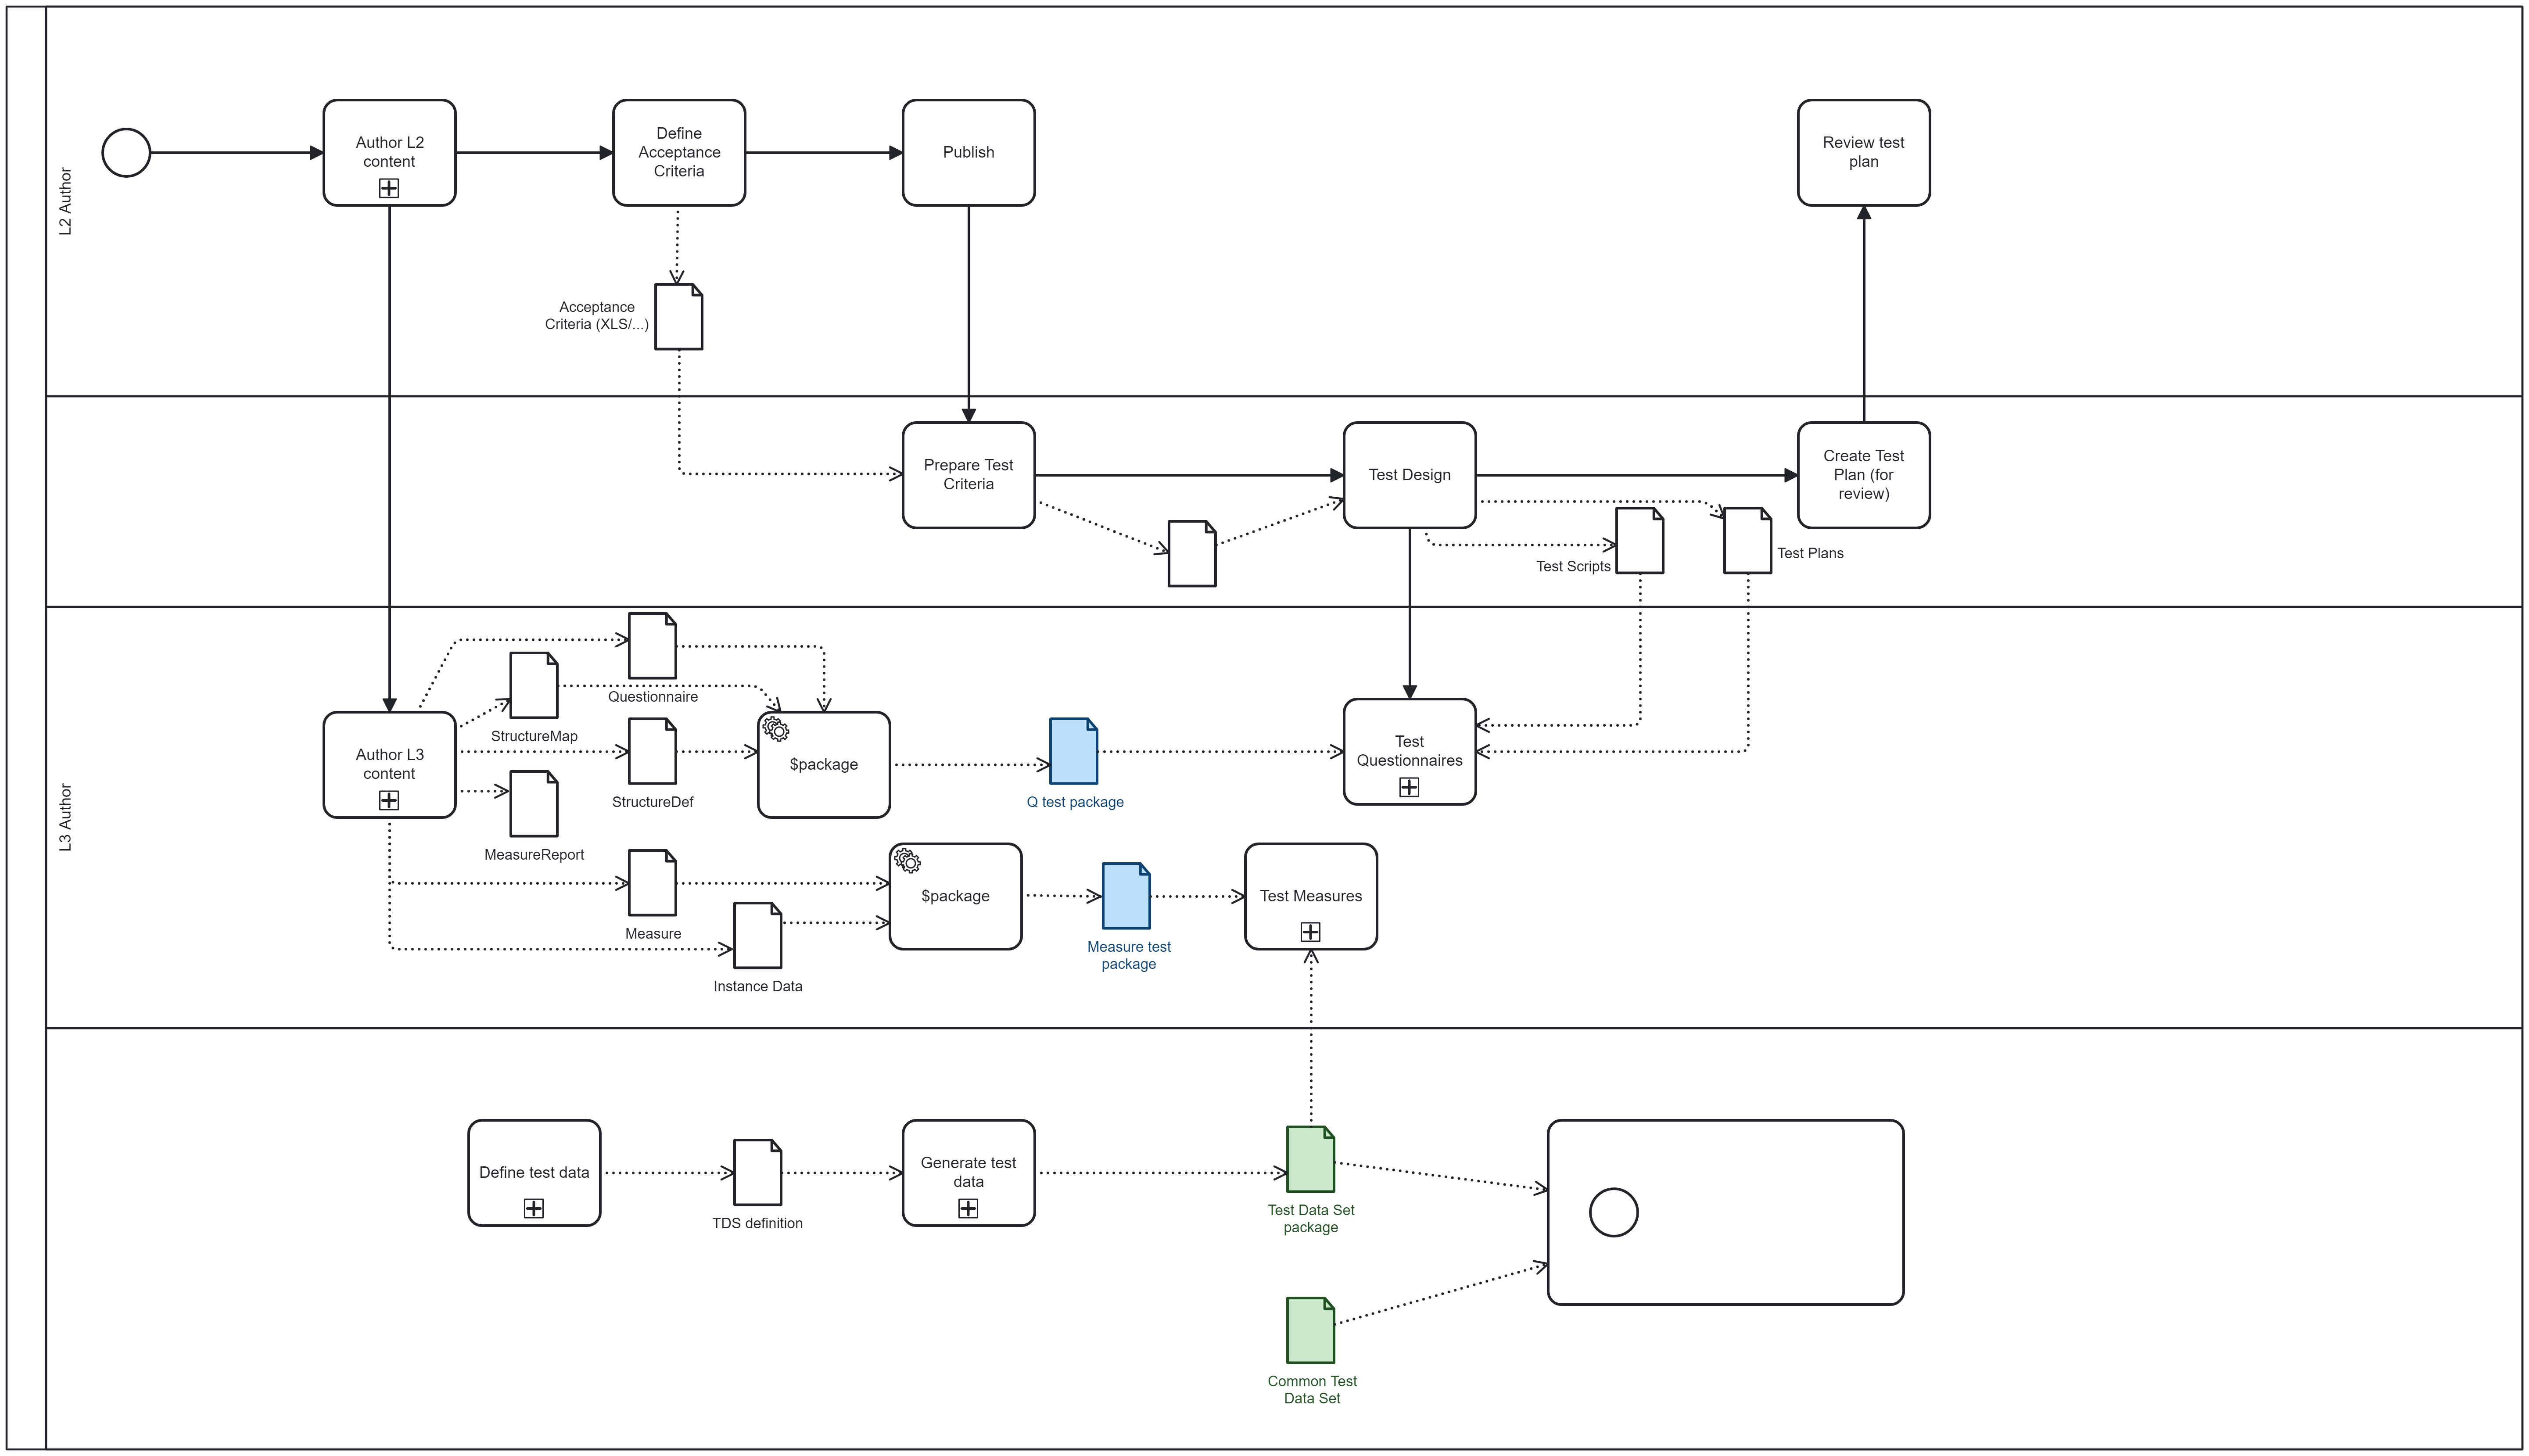 L2 Author
Author L2
content
Define
Acceptance
Criteria
Publish
Review test
plan
Acceptance
Criteria (XLS/...)
Prepare Test
Criteria
Test Design
Create Test
Plan (for
review)
Test Scripts
Test Plans
L3 Author
Author L3
content
Questionnaire
StructureMap
StructureDef
MeasureReport
$package
Q test package
Test
Questionnaires
Measure
Instance Data
$package
Measure test
package
Test Measures
Define test data
TDS definition
Generate test
data
Test Data Set
package
Common Test
Data Set